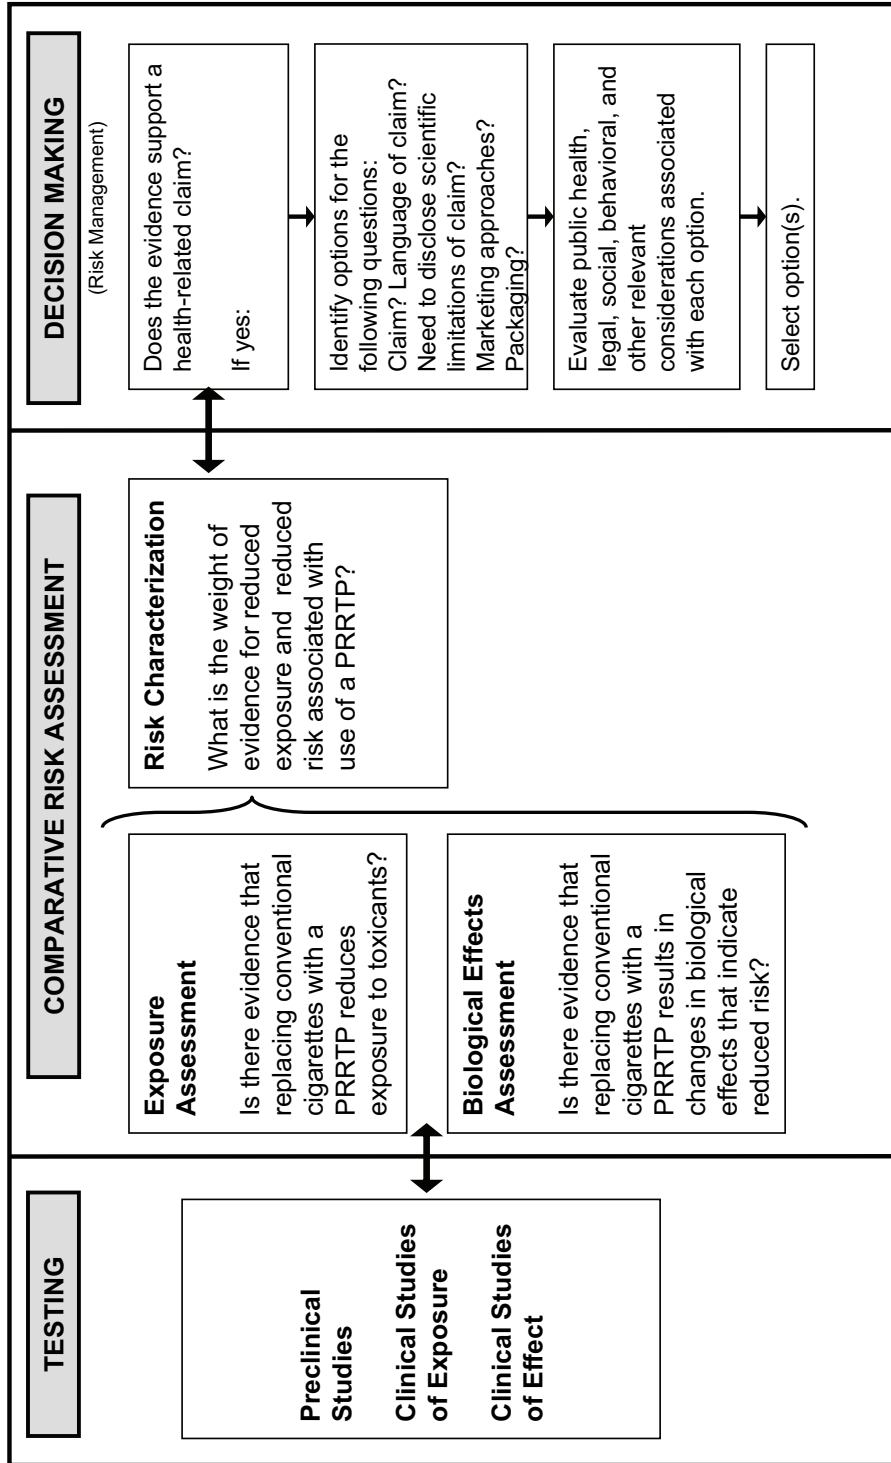 TESTING
Preclinical
Studies
Clinical Studies
of Exposure
Clinical Studies
of Effect
COMPARATIVE RISK ASSESSMENT
Exposure
Assessment
Is there evidence that
replacing conventional
cigarettes with a
PRRTP reduces
exposure to toxicants?
Biological Effects
Assessment
Is there evidence that
replacing conventional
cigarettes with a
PRRTP results in
changes in biological
effects that indicate
reduced risk?
Risk Characterization
What is the weight of
evidence for reduced
exposure and reduced
risk associated with
use of a PRRTP?
DECISION MAKING
(Risk Management)
Does the evidence support a
health-related claim?
If yes:
Identify options for the
following questions:
Claim? Language of claim?
Need to disclose scientific
limitations of claim?
Marketing approaches?
Packaging?
Evaluate public health,
legal, social, behavioral, and
other relevant
considerations associated
with each option.
Select option(s).